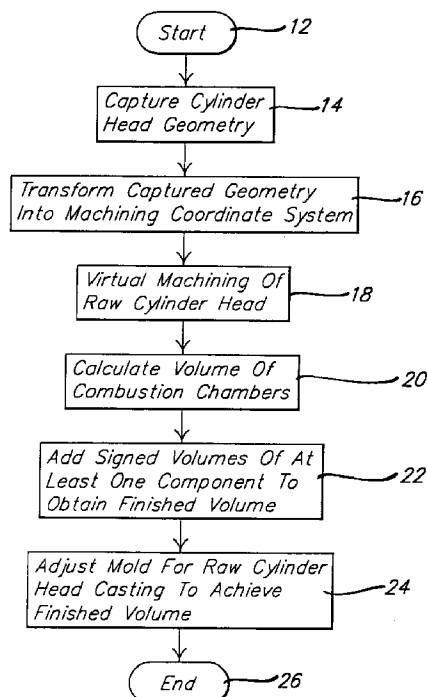 Start
12
Capture Cylinder
Head Geometry
14
Transform Captured Geometry
Into Machining Coordinate System
16
Virtual Machining Of
Raw Cylinder Head
18
Calculate Volume Of
Combustion Chambers
20
Add Signed Volumes Of At
Least One Component To
Obtain Finished Volume
22
Adjust Mold For Raw Cylinder
Head Casting To Achieve
Finished Volume
24
End
26